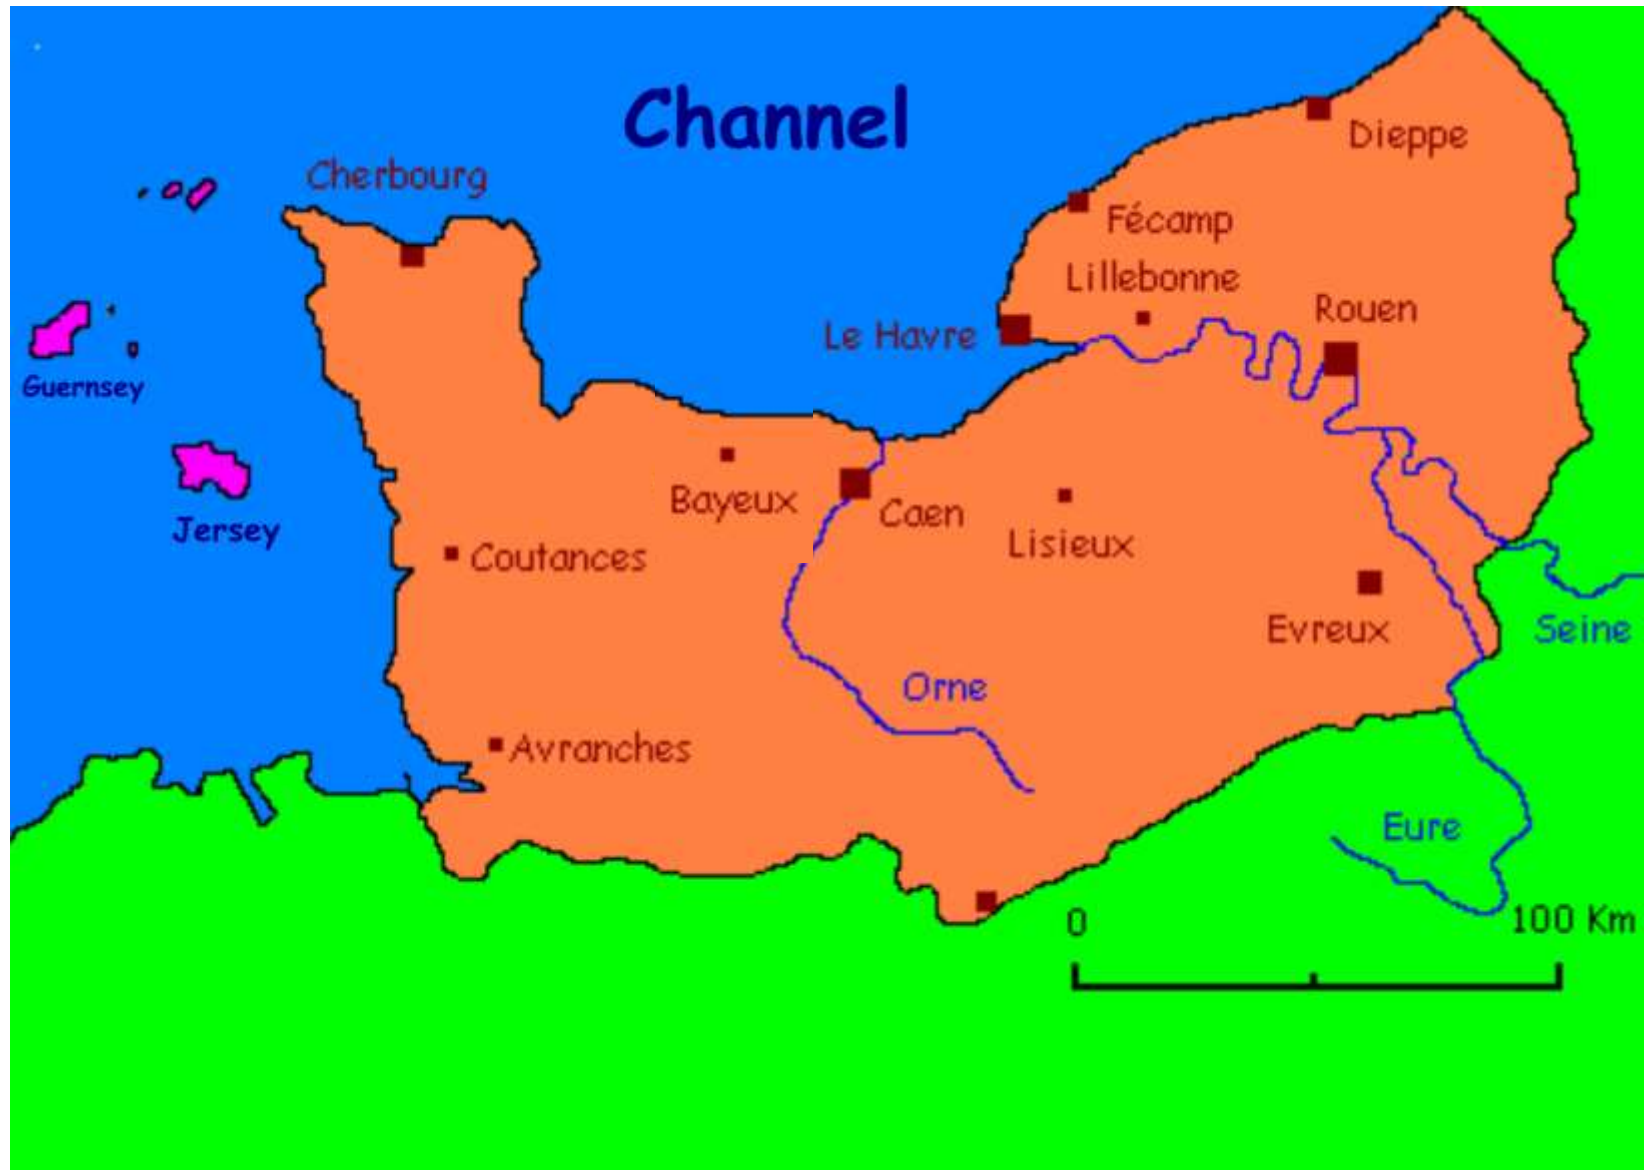 Channel
Dieppe
Cherbourg
Fécamp
Lillebonne
Rouen
Le Havre
Guernsey
Bayeux
Caen
Jersey
Lisieux
Coutances
Evreux
Seine
Orne
Avranches
Eure
0
100 Km